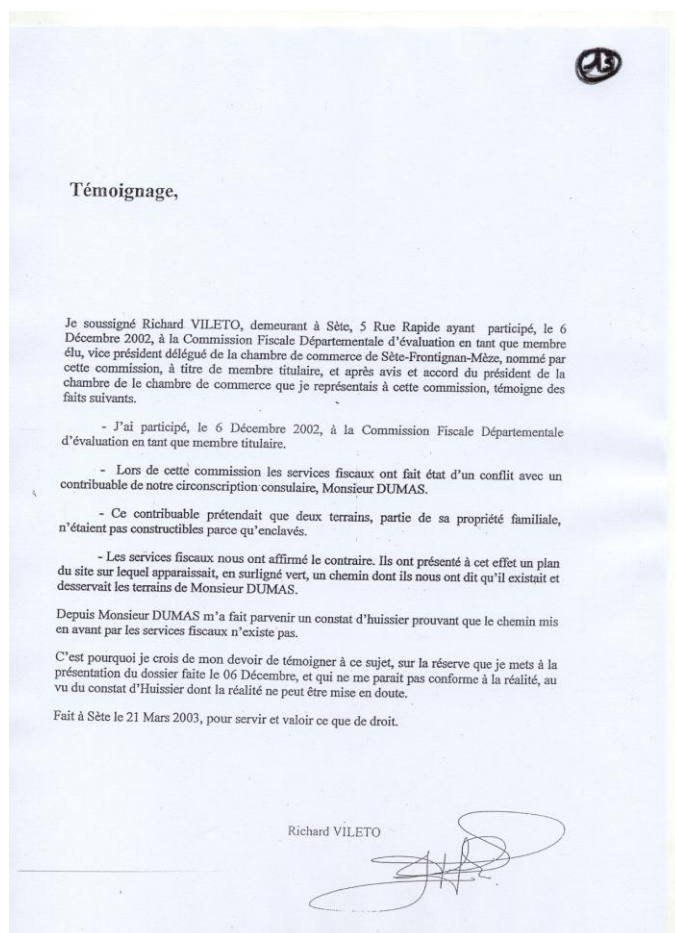 13
Témoignage,
Je soussigné Richard VILETO, demeurant à Sète, 5 Rue Rapide ayant participé, le 6
Décembre 2002, à la Commission Fiscale Départementale d'évaluation en tant que membre
élu, vice président délégué de la chambre de commerce de Sète-Frontignan-Mèze, nommé par
cette commission, à titre de membre titulaire, et après avis et accord du président de la
chambre de le chambre de commerce que je représentais à cette commission, témoigne des
faits suivants.
- J'ai participé, le 6 Décembre 2002, à la Commission Fiscale Départementale
d'évaluation en tant que membre titulaire.
- Lors de cette commission les services fiscaux ont fait état d'un conflit avec un
contribuable de notre circonscription consulaire, Monsieur DUMAS.
- Ce contribuable prétendait que deux terrains, partie de sa propriété familiale,
n'étaient pas constructibles parce qu'enclavés.
- Les services fiscaux nous ont affirmé le contraire. Ils ont présenté à cet effet un plan
du site sur lequel apparaissait, en surligné vert, un chemin dont ils nous ont dit qu'il existait et
desservait les terrains de Monsieur DUMAS.
Depuis Monsieur DUMAS m'a fait parvenir un constat d'huissier prouvant que le chemin mis
en avant par les services fiscaux n'existe pas.
C'est pourquoi je crois de mon devoir de témoigner à ce sujet, sur la réserve que je mets à la
présentation du dossier faite le 06 Décembre, et qui ne me parait pas conforme à la réalité, au
vu du constat d'Huissier dont la réalité ne peut être mise en doute.
Fait à Sète le 21 Mars 2003, pour servir et valoir ce que de droit.
Richard VILETO